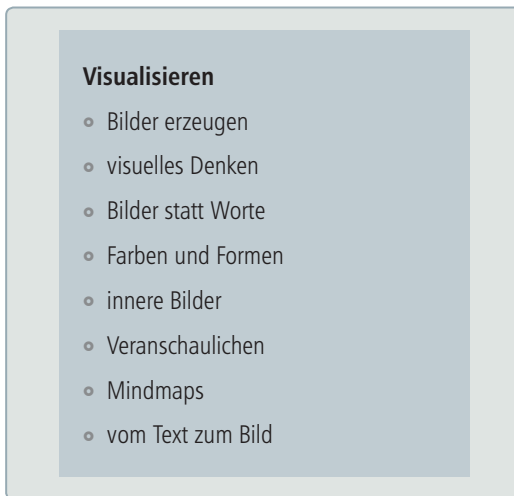 Visualisieren
Bilder erzeugen
visuelles Denken
Bilder statt Worte
Farben und Formen
innere Bilder
Veranschaulichen
Mindmaps
vom Text zum Bild